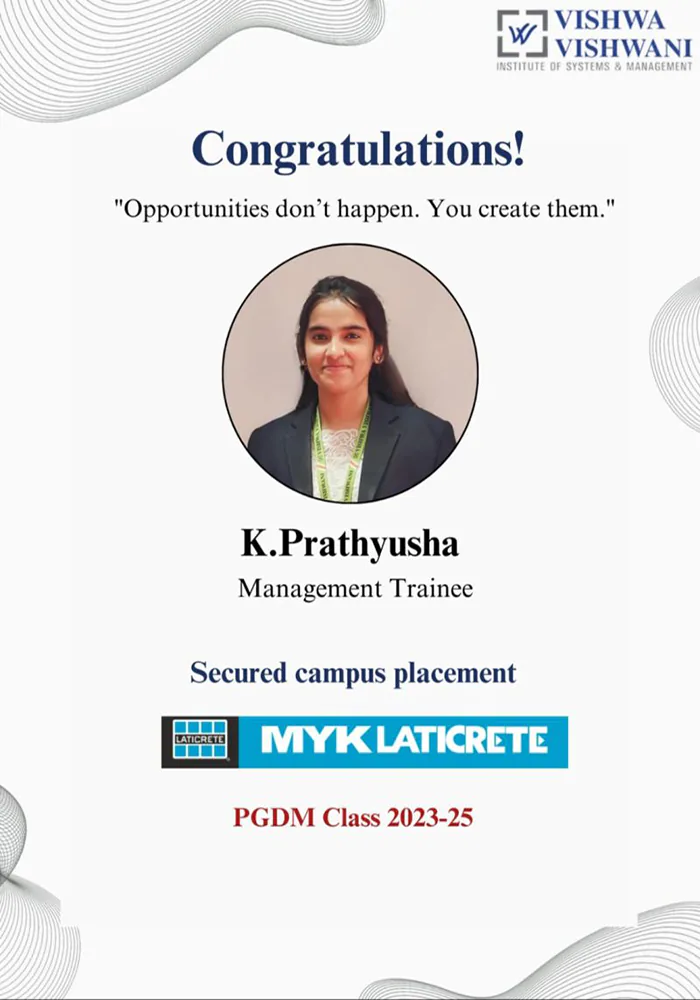 VISHWA
VISHWANI
INSTITUTE OF SYSTEMS & MANAGEMENT
Congratulations!
"Opportunities don’t happen. You create them."
K.Prathyusha
Management Trainee
Secured campus placement
LATICRETE
MYK LATICRETE
PGDM Class 2023-25